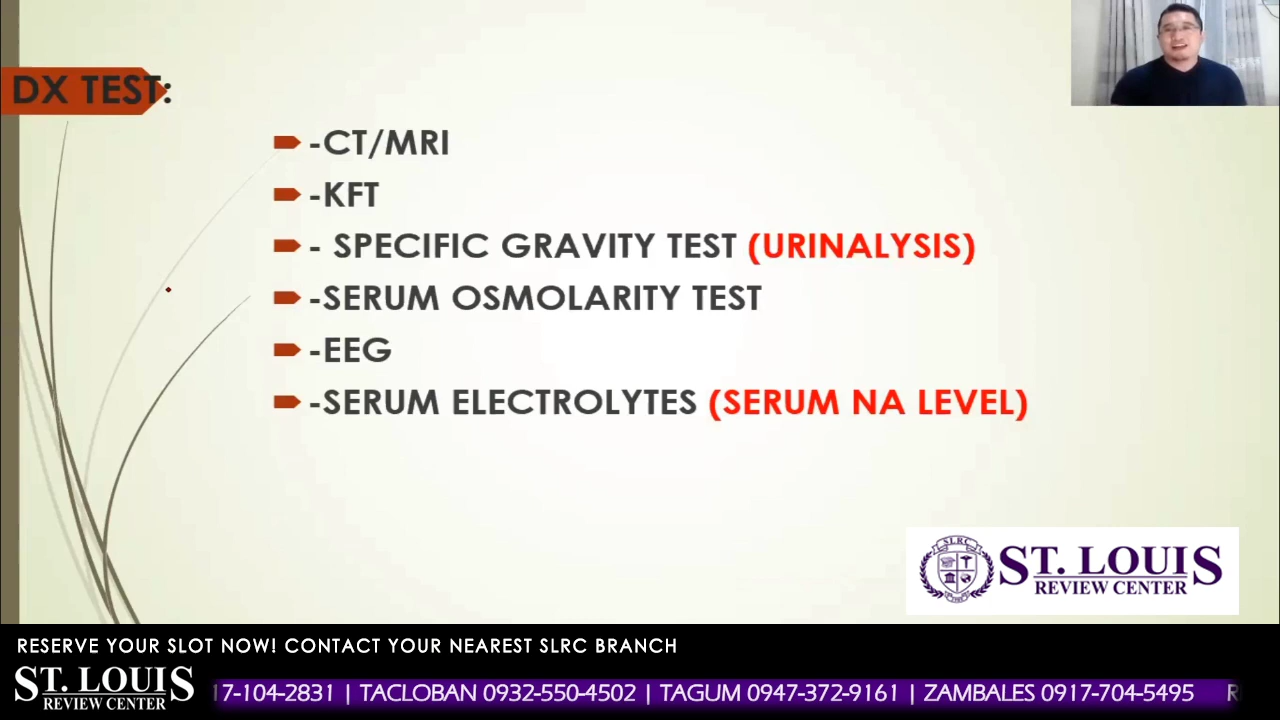 DX TEST:
-CT/MRI
-KFT
- SPECIFIC GRAVITY TEST (URINALYSIS)
-SERUM OSMOLARITY TEST
-EEG
-SERUM ELECTROLYTES (SERUM NA LEVEL)
SLRC
ST. LOUIS
REVIEW CENTER
RESERVE YOUR SLOT NOW! CONTACT YOUR NEAREST SLRC BRANCH
ST. LOUIS
REVIEW CENTER
17-104-2831 | TACLOBAN 0932-550-4502 | TAGUM 0947-372-9161 | ZAMBALES 0917-704-5495